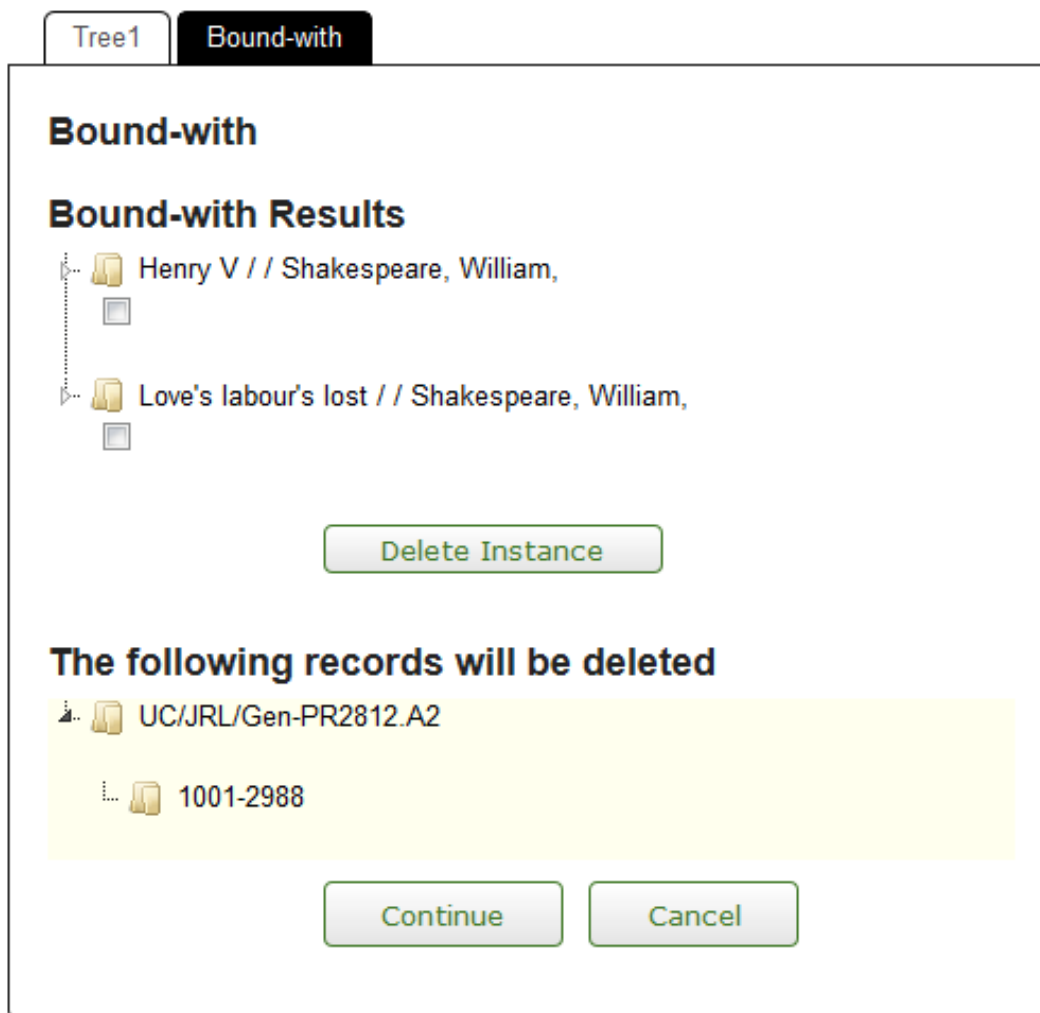 Tree1 Bound-with
Bound-with
Bound-with Results
Henry V / / Shakespeare, William,
Love's labour's lost / / Shakespeare, William,
Delete Instance
The following records will be deleted
UC/JRL/Gen-PR2812.A2
1001-2988
Continue Cancel